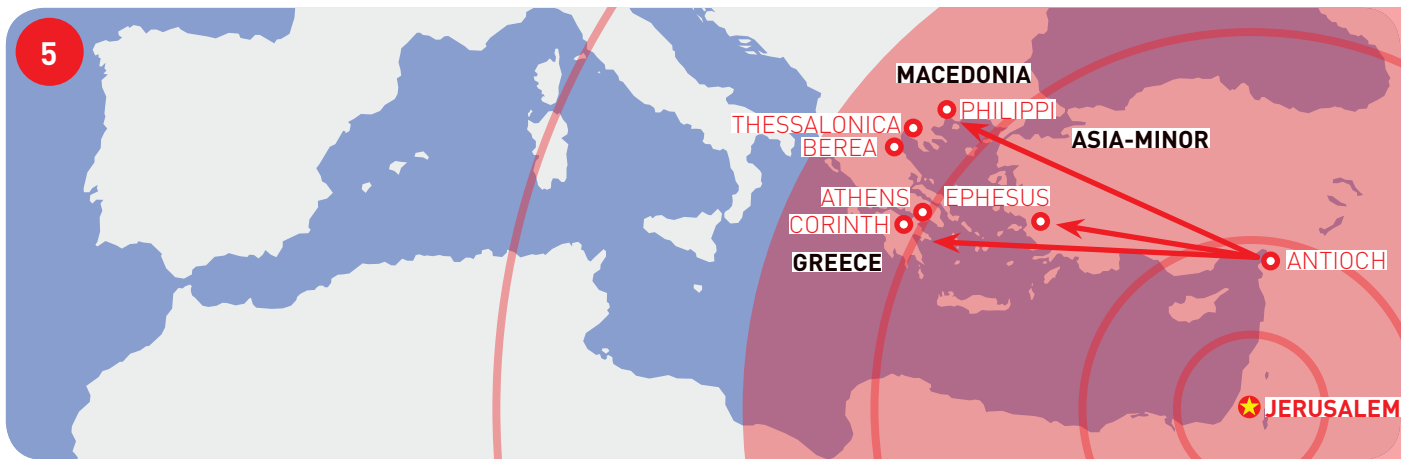 5
MACEDONIA
PHILIPPI
THESSALONICA
ASIA-MINOR
BEREA
ATHENS
EPHESUS
CORINTH
GREECE
ANTIOCH
JERUSALEM